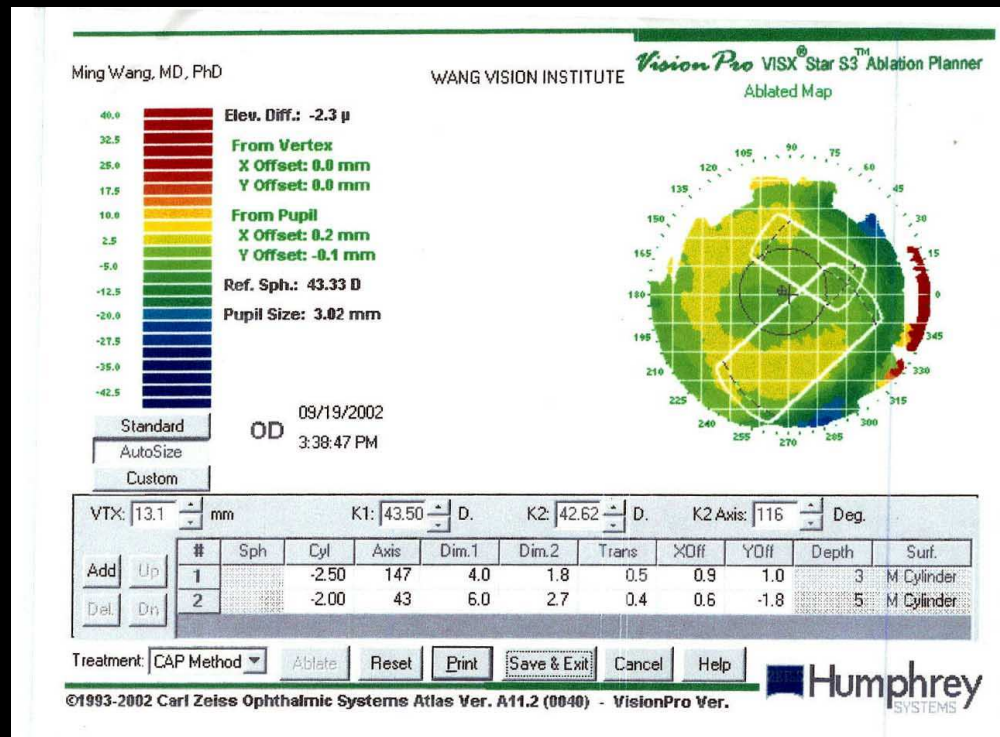 Ming Wang, MD, PhD
WANG VISION INSTITUTE
VisionPro VISX® Star S3™ Ablation Planner
Ablated Map
40.0
32.5
25.0
17.5
10.0
2.5
-5.0
-12.5
-20.0
-27.5
-35.0
-42.5
Elev. Diff.: -2.3 µ
From Vertex
X Offset: 0.0 mm
Y Offset: 0.0 mm
From Pupil
X Offset: 0.2 mm
Y Offset: -0.1 mm
Ref. Sph.: 43.33 D
Pupil Size: 3.02 mm
105 90 75
120 60
135 45
150 30
165 15
180 0
195 345
210 330
225 315
240 300
255 270 285
Standard
AutoSize
Custom
OD
09/19/2002
3:38:47 PM
VTX: 13.1 mm K1: 43.50 D. K2: 42.62 D. K2 Axis: 116 Deg.
Add Up
Del. Dn
# Sph Cyl Axis Dim.1 Dim.2 Trans XOff YOff Depth Surf.
1 -2.50 147 4.0 1.8 0.5 0.9 1.0 3 M Cylinder
2 -2.00 43 6.0 2.7 0.4 0.6 -1.8 5 M Cylinder
Treatment: CAP Method Ablate Reset Print Save & Exit Cancel Help
©1993-2002 Carl Zeiss Ophthalmic Systems Atlas Ver. A11.2 (0040) - VisionPro Ver.
Humphrey
SYSTEMS